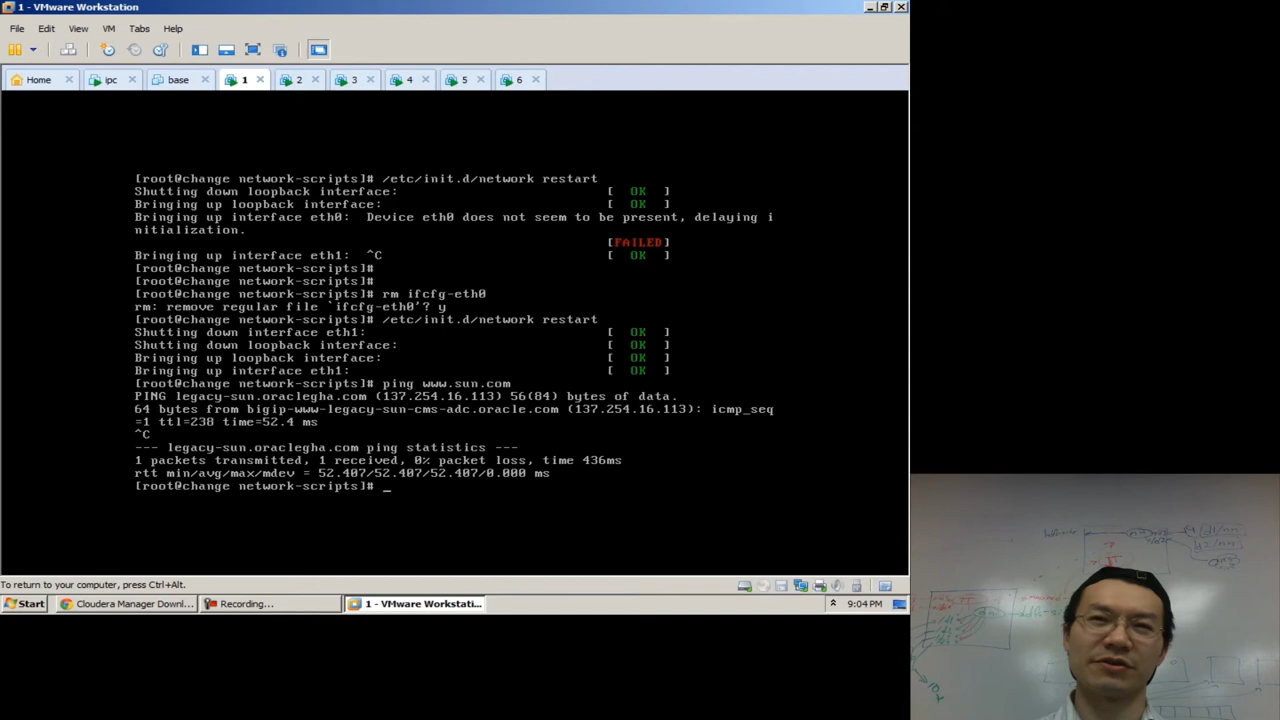 1 - VMware Workstation
File Edit View VM Tabs Help
Home ipc base 1 2 3 4 5 6
[root@change network-scripts]# /etc/init.d/network restart
Shutting down loopback interface: [ OK ]
Bringing up loopback interface: [ OK ]
Bringing up interface eth0: Device eth0 does not seem to be present, delaying i
nitialization.
[FAILED]
Bringing up interface eth1: ^C [ OK ]
[root@change network-scripts]#
[root@change network-scripts]#
[root@change network-scripts]# rm ifcfg-eth0
rm: remove regular file `ifcfg-eth0'? y
[root@change network-scripts]# /etc/init.d/network restart
Shutting down interface eth1: [ OK ]
Shutting down loopback interface: [ OK ]
Bringing up loopback interface: [ OK ]
Bringing up interface eth1: [ OK ]
[root@change network-scripts]# ping www.sun.com
PING legacy-sun.oraclegha.com (137.254.16.113) 56(84) bytes of data.
64 bytes from bigip-www-legacy-sun-cms-adc.oracle.com (137.254.16.113): icmp_seq
=1 ttl=238 time=52.4 ms
^C
--- legacy-sun.oraclegha.com ping statistics ---
1 packets transmitted, 1 received, 0% packet loss, time 436ms
rtt min/avg/max/mdev = 52.407/52.407/52.407/0.000 ms
[root@change network-scripts]# _
To return to your computer, press Ctrl+Alt.
Start Cloudera Manager Downl... Recording... 1 - VMware Workstati... 9:04 PM